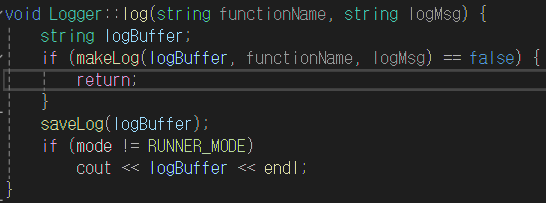 void Logger::log(string functionName, string logMsg) {
string logBuffer;
if (makeLog(logBuffer, functionName, logMsg) == false) {
return;
}
saveLog(logBuffer);
if (mode != RUNNER_MODE)
cout << logBuffer << endl;
}